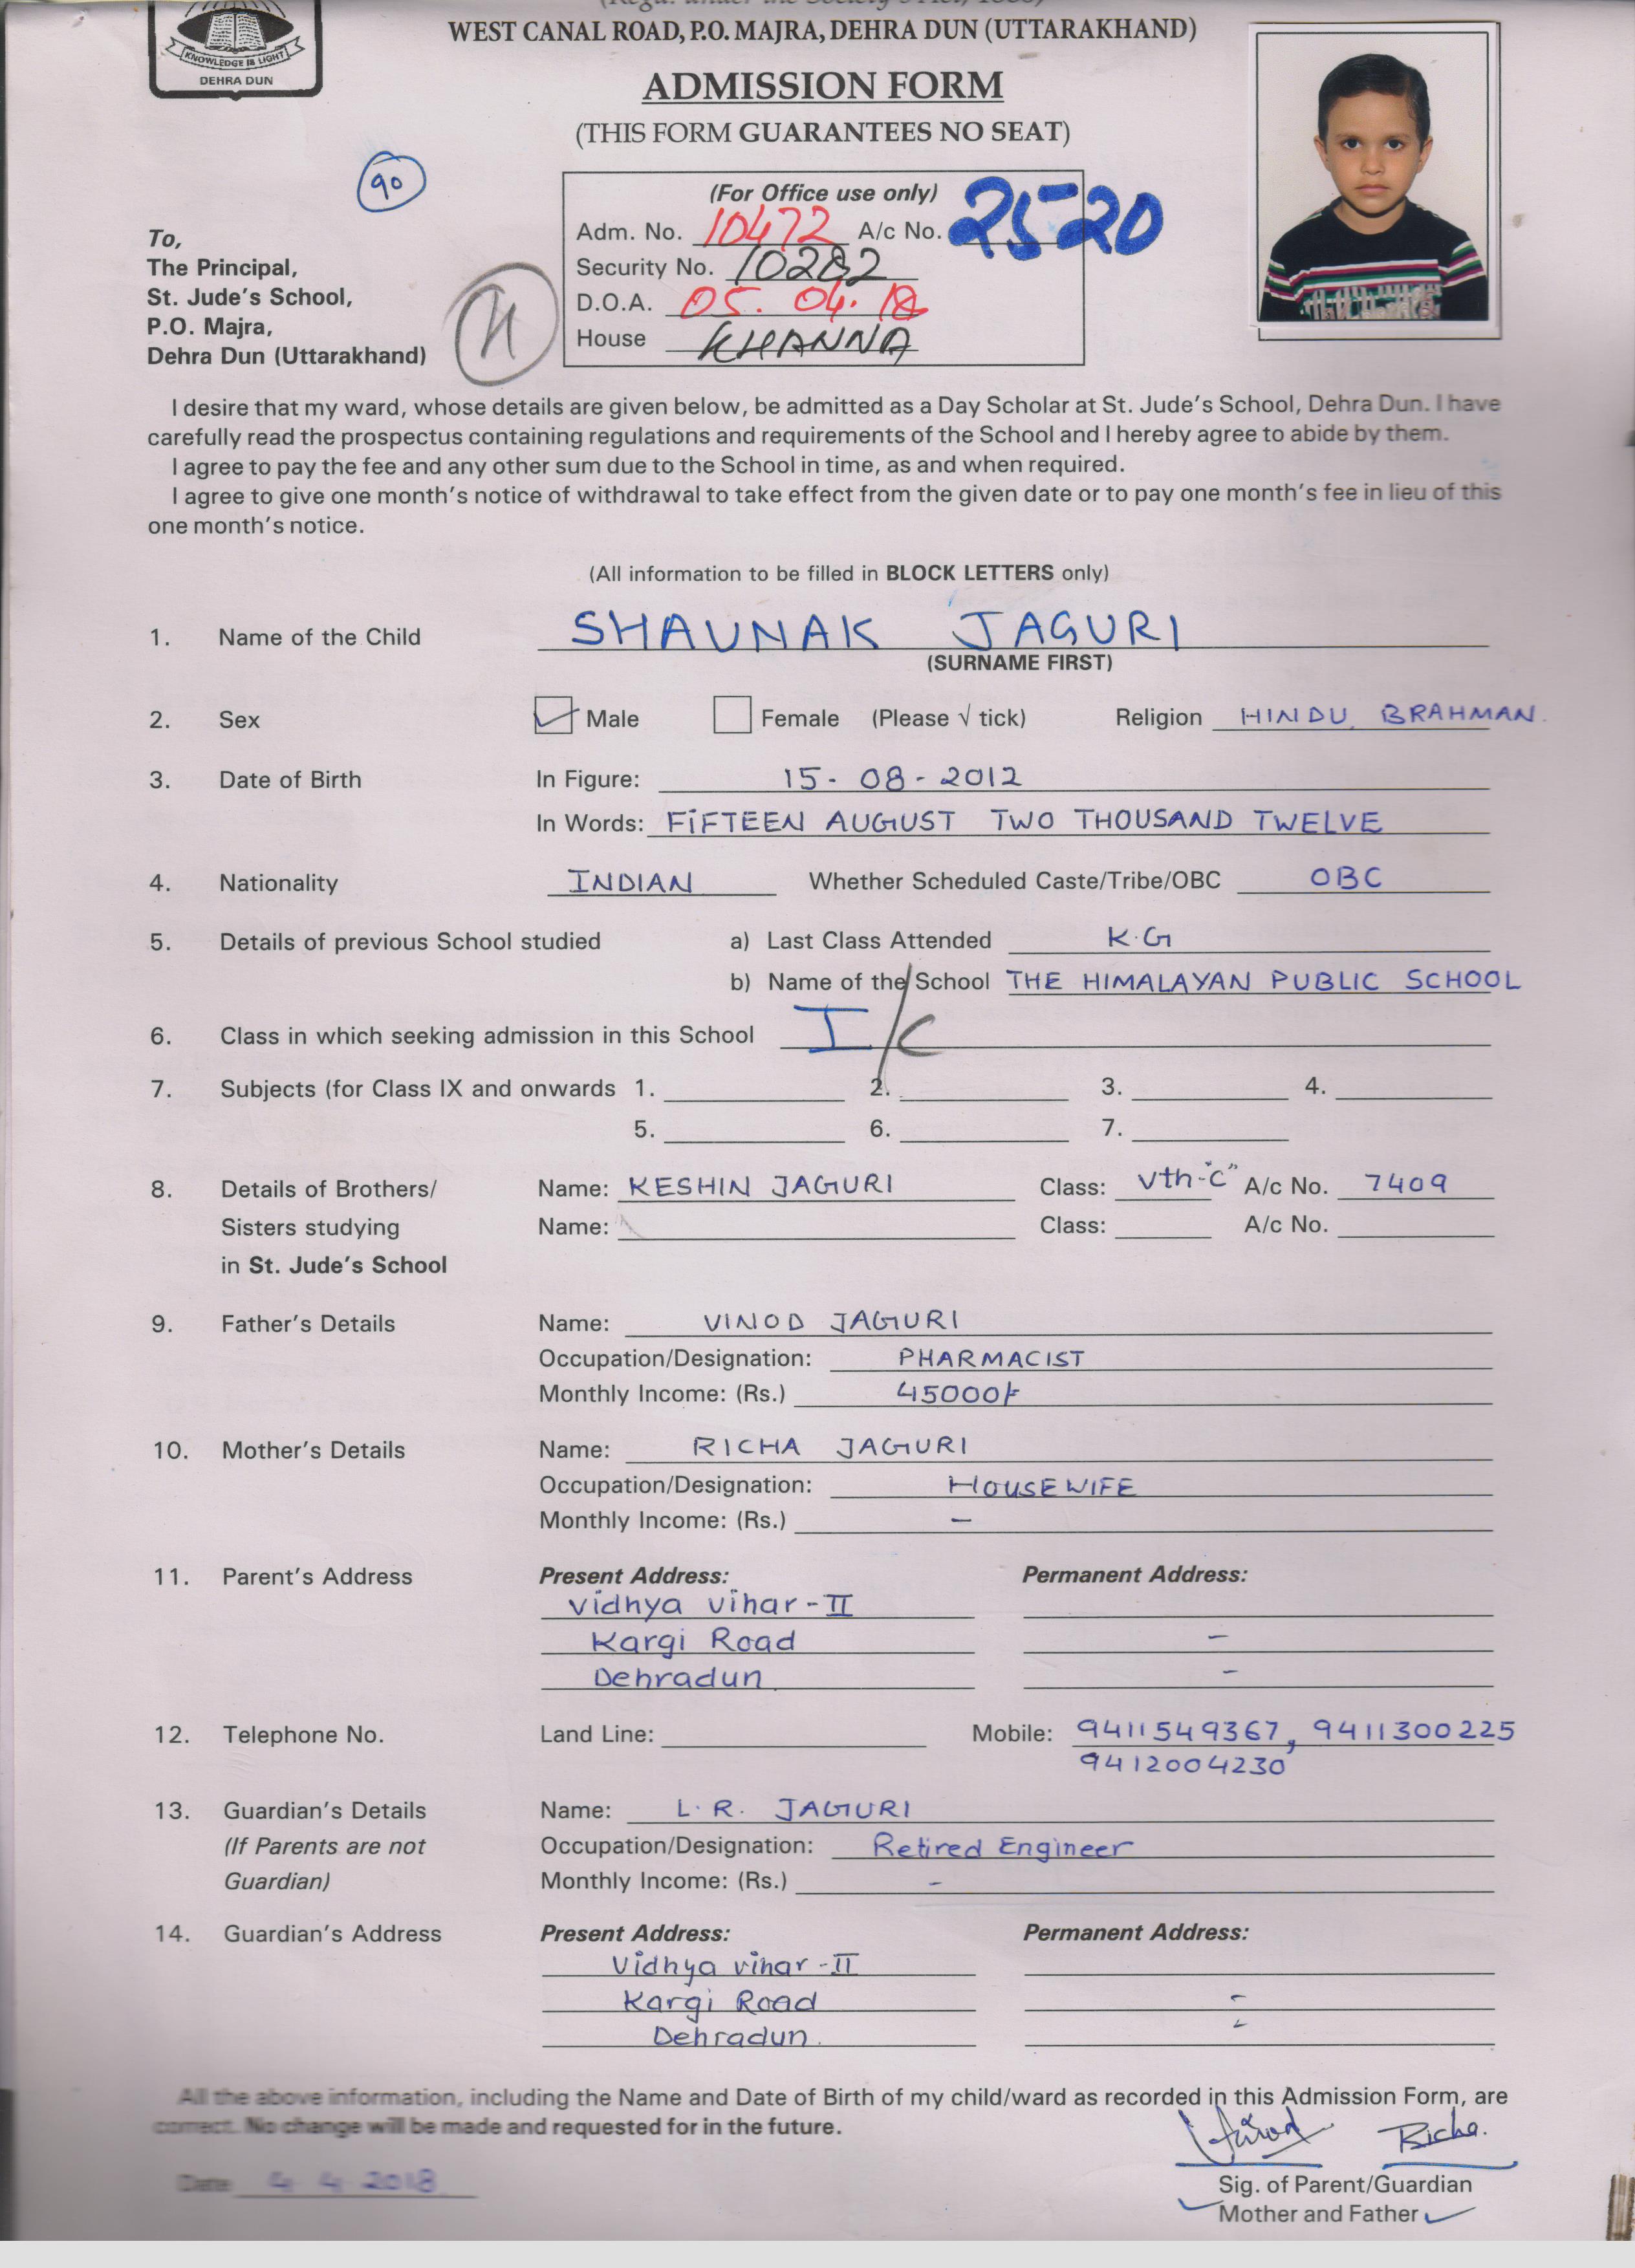 WEST CANAL ROAD, P.O. MAJRA, DEHRA DUN (UTTARAKHAND)
KNOWLEDGE IS LIGHT
DEHRA DUN
ADMISSION FORM
(THIS FORM GUARANTEES NO SEAT)
90
(For Office use only)
Adm. No. 10472 A/c No. 2520
Security No. 10282
D.O.A. 05. 04. 18
House KHANNA
To,
The Principal,
St. Jude's School,
P.O. Majra,
Dehra Dun (Uttarakhand)
I desire that my ward, whose details are given below, be admitted as a Day Scholar at St. Jude's School, Dehra Dun. I have
carefully read the prospectus containing regulations and requirements of the School and I hereby agree to abide by them.
I agree to pay the fee and any other sum due to the School in time, as and when required.
I agree to give one month's notice of withdrawal to take effect from the given date or to pay one month's fee in lieu of this
one month's notice.
(All information to be filled in BLOCK LETTERS only)
1. Name of the Child SHAUNAK JAGURI
(SURNAME FIRST)
2. Sex Male Female (Please √ tick) Religion HINDU BRAHMAN.
3. Date of Birth In Figure: 15-08-2012
In Words: FIFTEEN AUGUST TWO THOUSAND TWELVE
4. Nationality INDIAN Whether Scheduled Caste/Tribe/OBC OBC
5. Details of previous School studied a) Last Class Attended K.G
b) Name of the School THE HIMALAYAN PUBLIC SCHOOL
6. Class in which seeking admission in this School I/C
7. Subjects (for Class IX and onwards 1. 2. 3. 4.
5. 6. 7.
8. Details of Brothers/ Name: KESHIN JAGURI Class: Vth-"C" A/c No. 7409
Sisters studying Name: Class: A/c No.
in St. Jude's School
9. Father's Details Name: VINOD JAGURI
Occupation/Designation: PHARMACIST
Monthly Income: (Rs.) 45000/-
10. Mother's Details Name: RICHA JAGURI
Occupation/Designation: HOUSEWIFE
Monthly Income: (Rs.) –
11. Parent's Address Present Address: Permanent Address:
Vidhya Vihar-II
Kargi Road –
Dehradun –
12. Telephone No. Land Line: Mobile: 9411549367, 9411300225
9412004230
13. Guardian's Details Name: L.R. JAGURI
(If Parents are not Occupation/Designation: Retired Engineer
Guardian) Monthly Income: (Rs.) –
14. Guardian's Address Present Address: Permanent Address:
Vidhya Vihar-II
Kargi Road –
Dehradun. –
All the above information, including the Name and Date of Birth of my child/ward as recorded in this Admission Form, are
correct. No change will be made and requested for in the future.
Vinod Richa.
Date 4 4 2018
Sig. of Parent/Guardian
Mother and Father